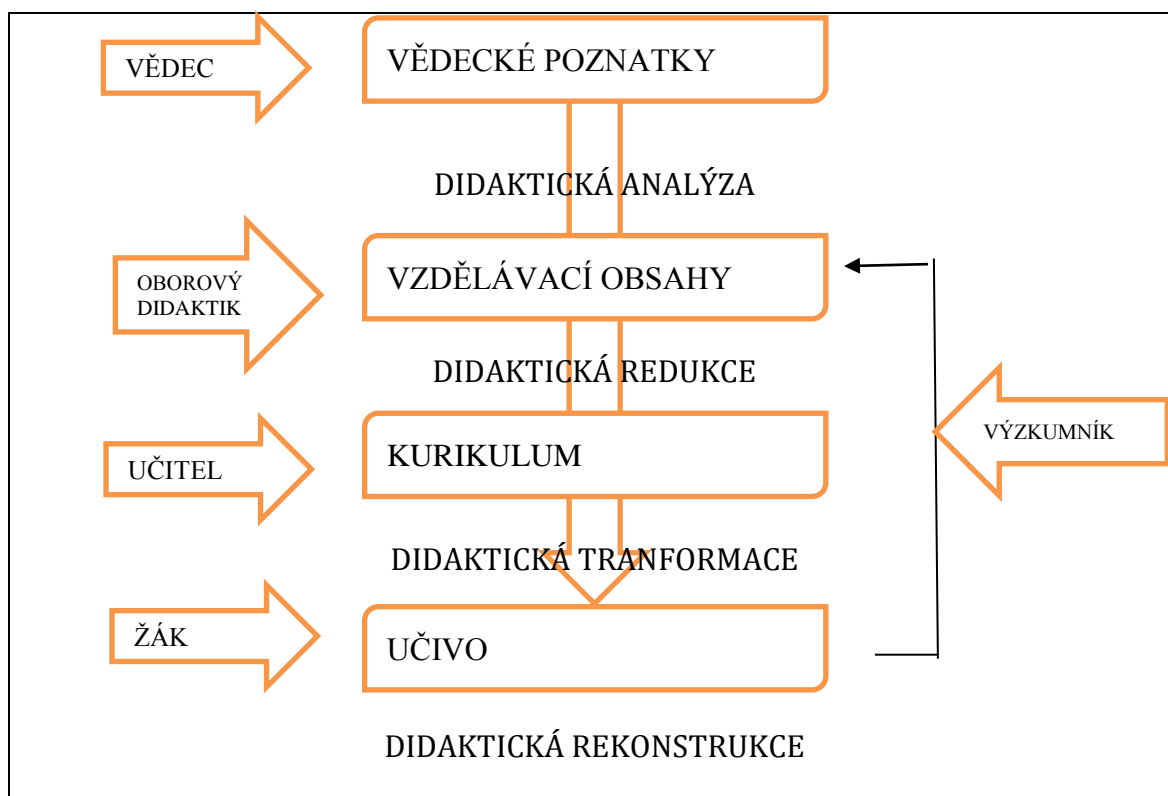 VĚDEC
VĚDECKÉ POZNATKY
DIDAKTICKÁ ANALÝZA
OBOROVÝ
DIDAKTIK
VZDĚLÁVACÍ OBSAHY
DIDAKTICKÁ REDUKCE
VÝZKUMNÍK
UČITEL
KURIKULUM
DIDAKTICKÁ TRANFORMACE
ŽÁK
UČIVO
DIDAKTICKÁ REKONSTRUKCE